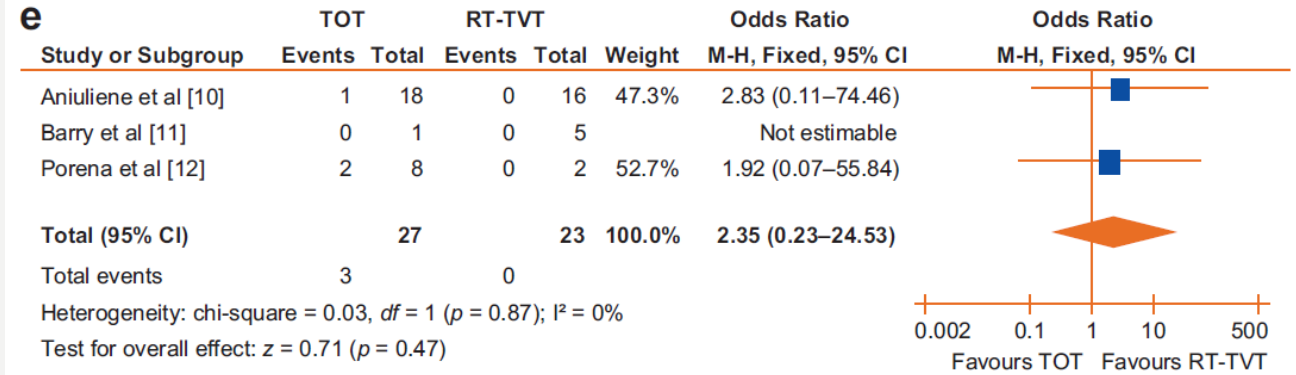 e
TOT RT-TVT Odds Ratio Odds Ratio
Study or Subgroup Events Total Events Total Weight M-H, Fixed, 95% CI M-H, Fixed, 95% CI
Aniuliene et al [10] 1 18 0 16 47.3% 2.83 (0.11–74.46)
Barry et al [11] 0 1 0 5 Not estimable
Porena et al [12] 2 8 0 2 52.7% 1.92 (0.07–55.84)
Total (95% CI) 27 23 100.0% 2.35 (0.23–24.53)
Total events 3 0
Heterogeneity: chi-square = 0.03, df = 1 (p = 0.87); I² = 0%
Test for overall effect: z = 0.71 (p = 0.47)
0.002 0.1 1 10 500
Favours TOT Favours RT-TVT